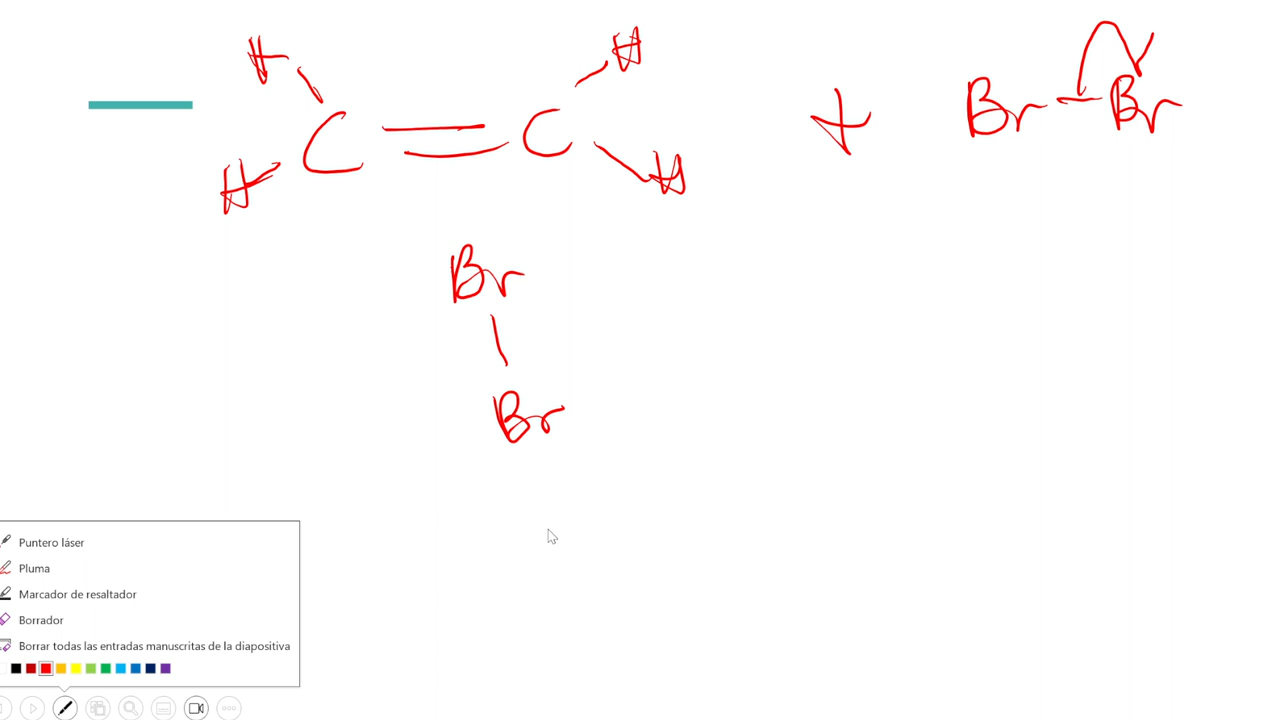 H H
C = C + Br - Br
H H
Br
Br
Puntero láser
Pluma
Marcador de resaltador
Borrador
Borrar todas las entradas manuscritas de la diapositiva